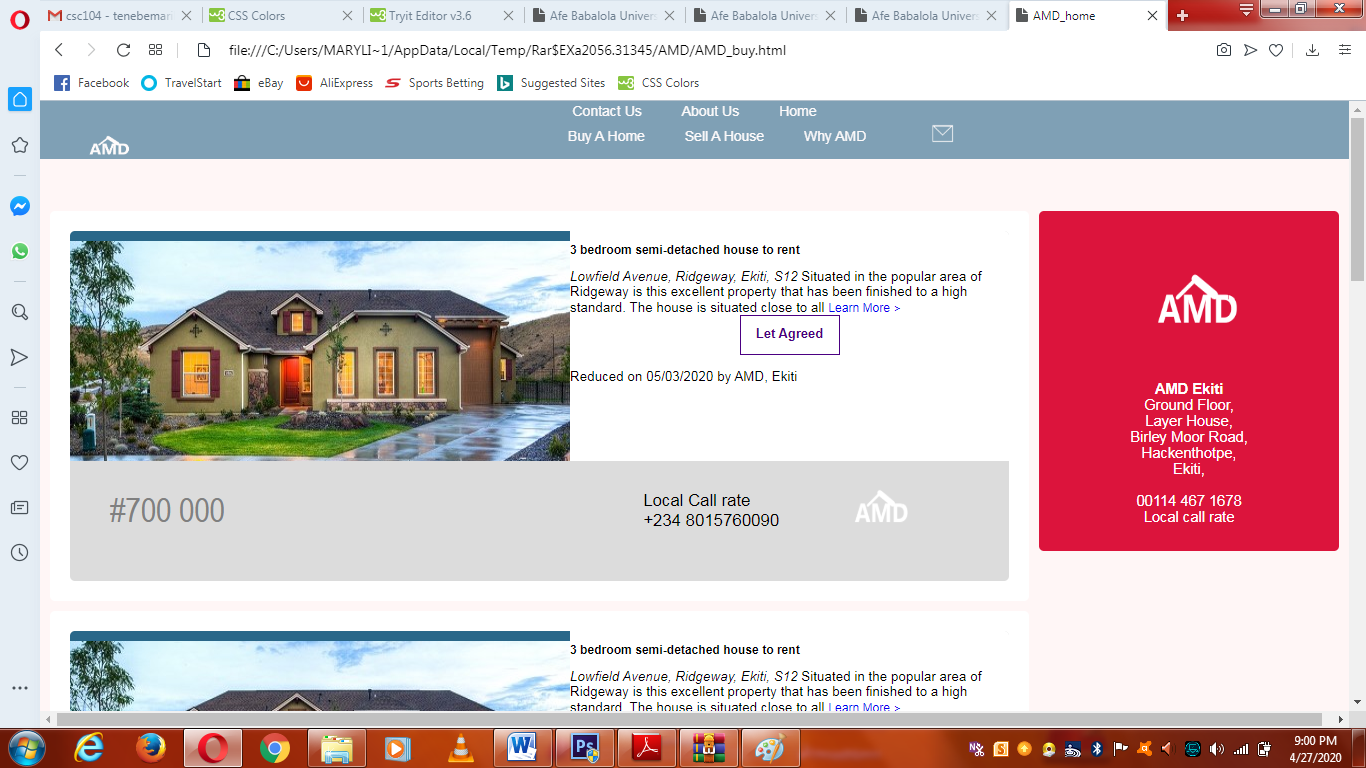 csc104 - tenebeman
CSS Colors
Tryit Editor v3.6
Afe Babalola Univers
Afe Babalola Univers
Afe Babalola Univers
AMD_home
file:///C:/Users/MARYLI~1/AppData/Local/Temp/Rar$EXa2056.31345/AMD/AMD_buy.html
Facebook
TravelStart
eBay
AliExpress
Sports Betting
Suggested Sites
CSS Colors
Contact Us About Us Home
Buy A Home Sell A House Why AMD
AMD
3 bedroom semi-detached house to rent
Lowfield Avenue, Ridgeway, Ekiti, S12 Situated in the popular area of
Ridgeway is this excellent property that has been finished to a high
standard. The house is situated close to all Learn More >
Let Agreed
Reduced on 05/03/2020 by AMD, Ekiti
#700 000
Local Call rate
+234 8015760090
AMD
AMD
AMD Ekiti
Ground Floor,
Layer House,
Birley Moor Road,
Hackenthotpe,
Ekiti,
00114 467 1678
Local call rate
3 bedroom semi-detached house to rent
Lowfield Avenue, Ridgeway, Ekiti, S12 Situated in the popular area of
Ridgeway is this excellent property that has been finished to a high
standard. The house is situated close to all Learn More >
9:00 PM
4/27/2020